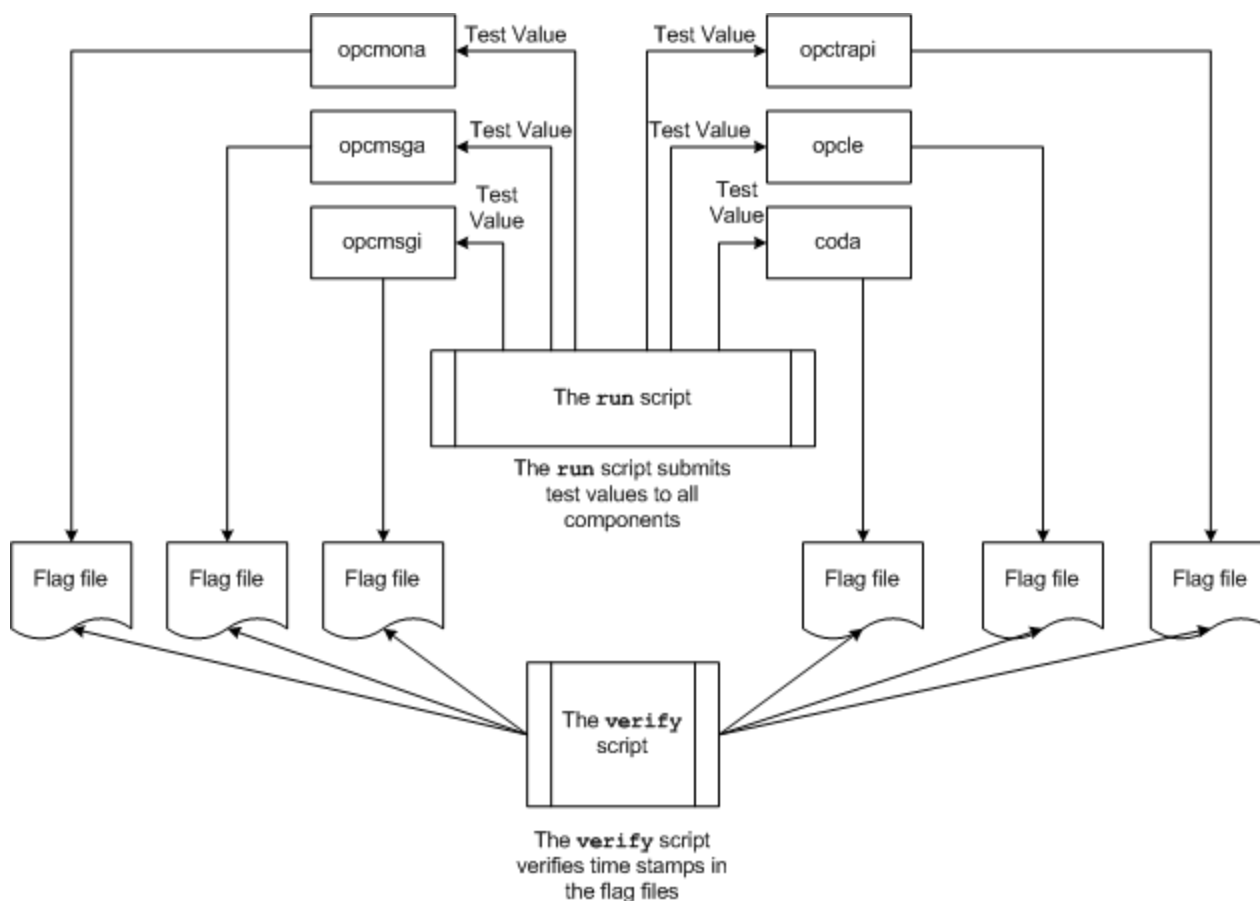 opcmona
Test Value
Test Value
opctrapi
opcmsga
Test Value
Test Value
opcle
opcmsgi
Test
Value
Test
Value
coda
The run script
The run script submits
test values to all
components
Flag file
Flag file
Flag file
Flag file
Flag file
Flag file
The verify
script
The verify script
verifies time stamps in
the flag files